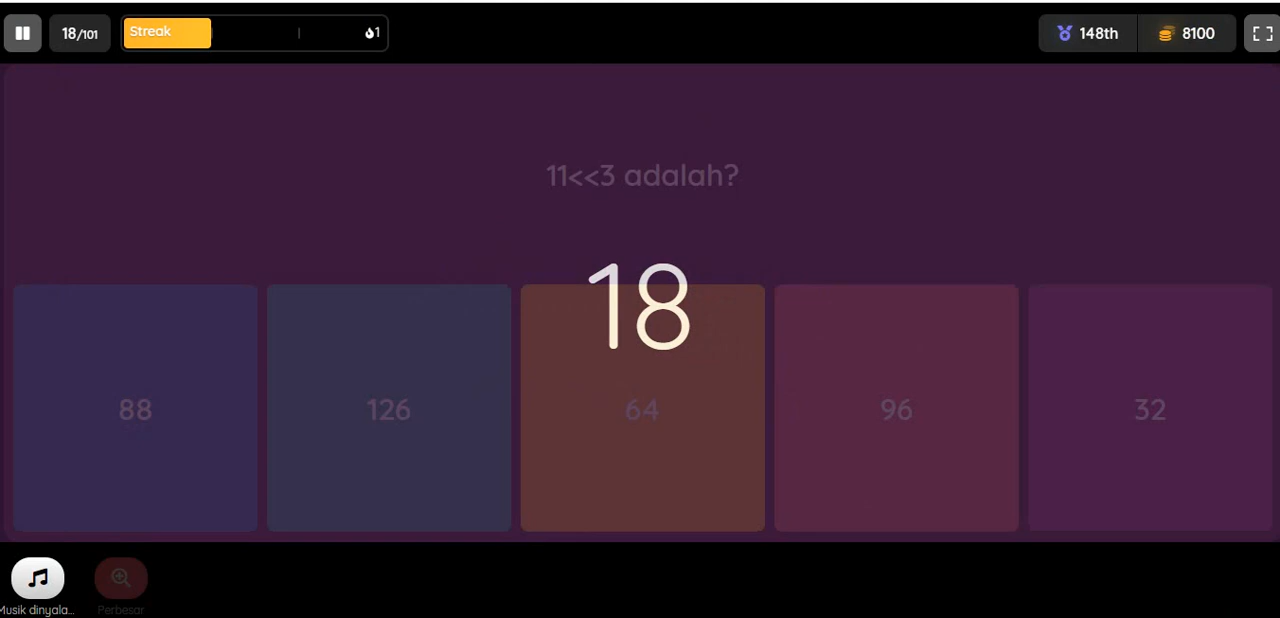 18/101
Streak
1
148th
8100
11<<3 adalah?
18
88
126
64
96
32
Musik dinyala...
Perbesar